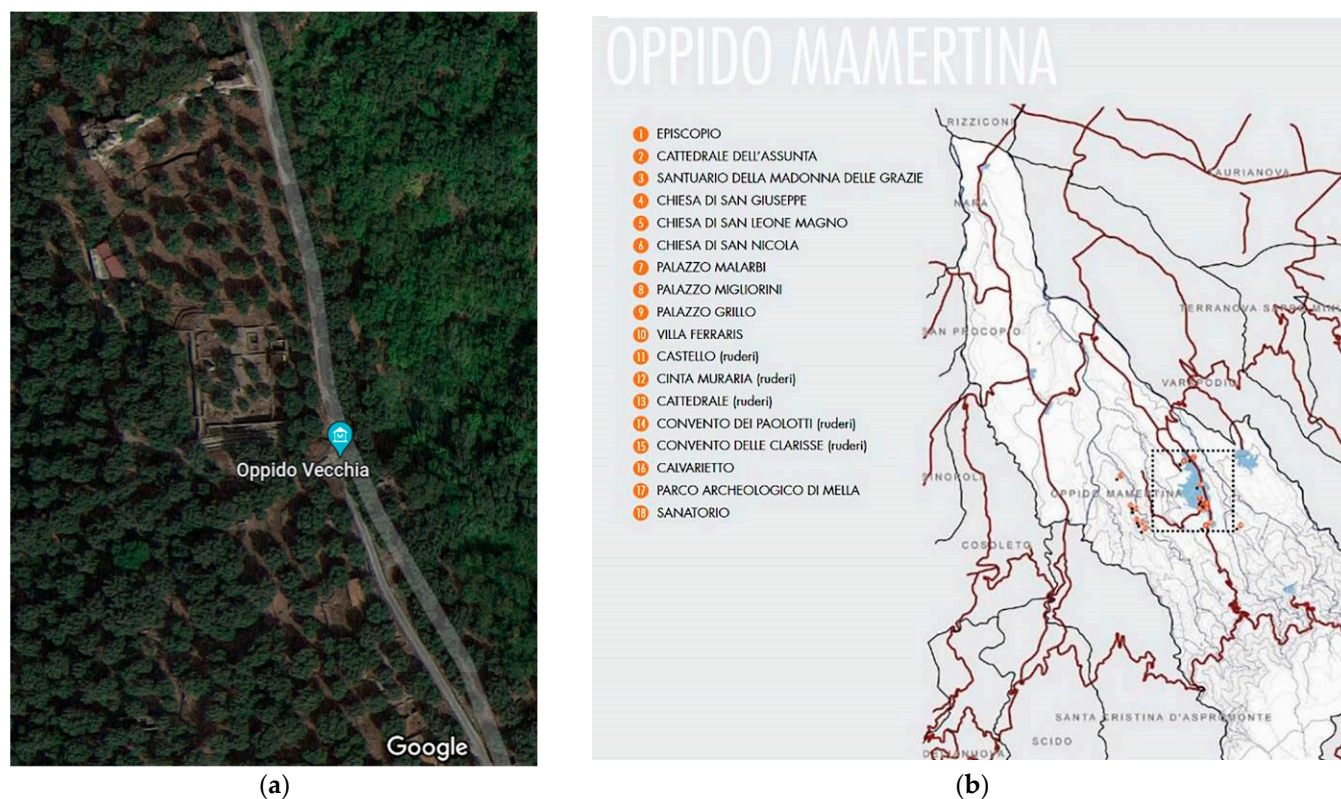 Oppido Vecchia
Google
(a)
OPPIDO MAMERTINA
1 EPISCOPIO
2 CATTEDRALE DELL'ASSUNTA
3 SANTUARIO DELLA MADONNA DELLE GRAZIE
4 CHIESA DI SAN GIUSEPPE
5 CHIESA DI SAN LEONE MAGNO
6 CHIESA DI SAN NICOLA
7 PALAZZO MALARBI
8 PALAZZO MIGLIORINI
9 PALAZZO GRILLO
10 VILLA FERRARIS
11 CASTELLO (ruderi)
12 CINTA MURARIA (ruderi)
13 CATTEDRALE (ruderi)
14 CONVENTO DEI PAOLOTTI (ruderi)
15 CONVENTO DELLE CLARISSE (ruderi)
16 CALVARIETTO
17 PARCO ARCHEOLOGICO DI MELLA
18 SANATORIO
RIZZICONI
TAURIANOVA
NARA
TERRANOVA
SAN PROCOPIO
VARAPODIO
SINOPOLI
OPPIDO MAMERTINA
COSOLETO
SANTA CRISTINA D'ASPROMONTE
SCIDO
DELIANUOVA
(b)